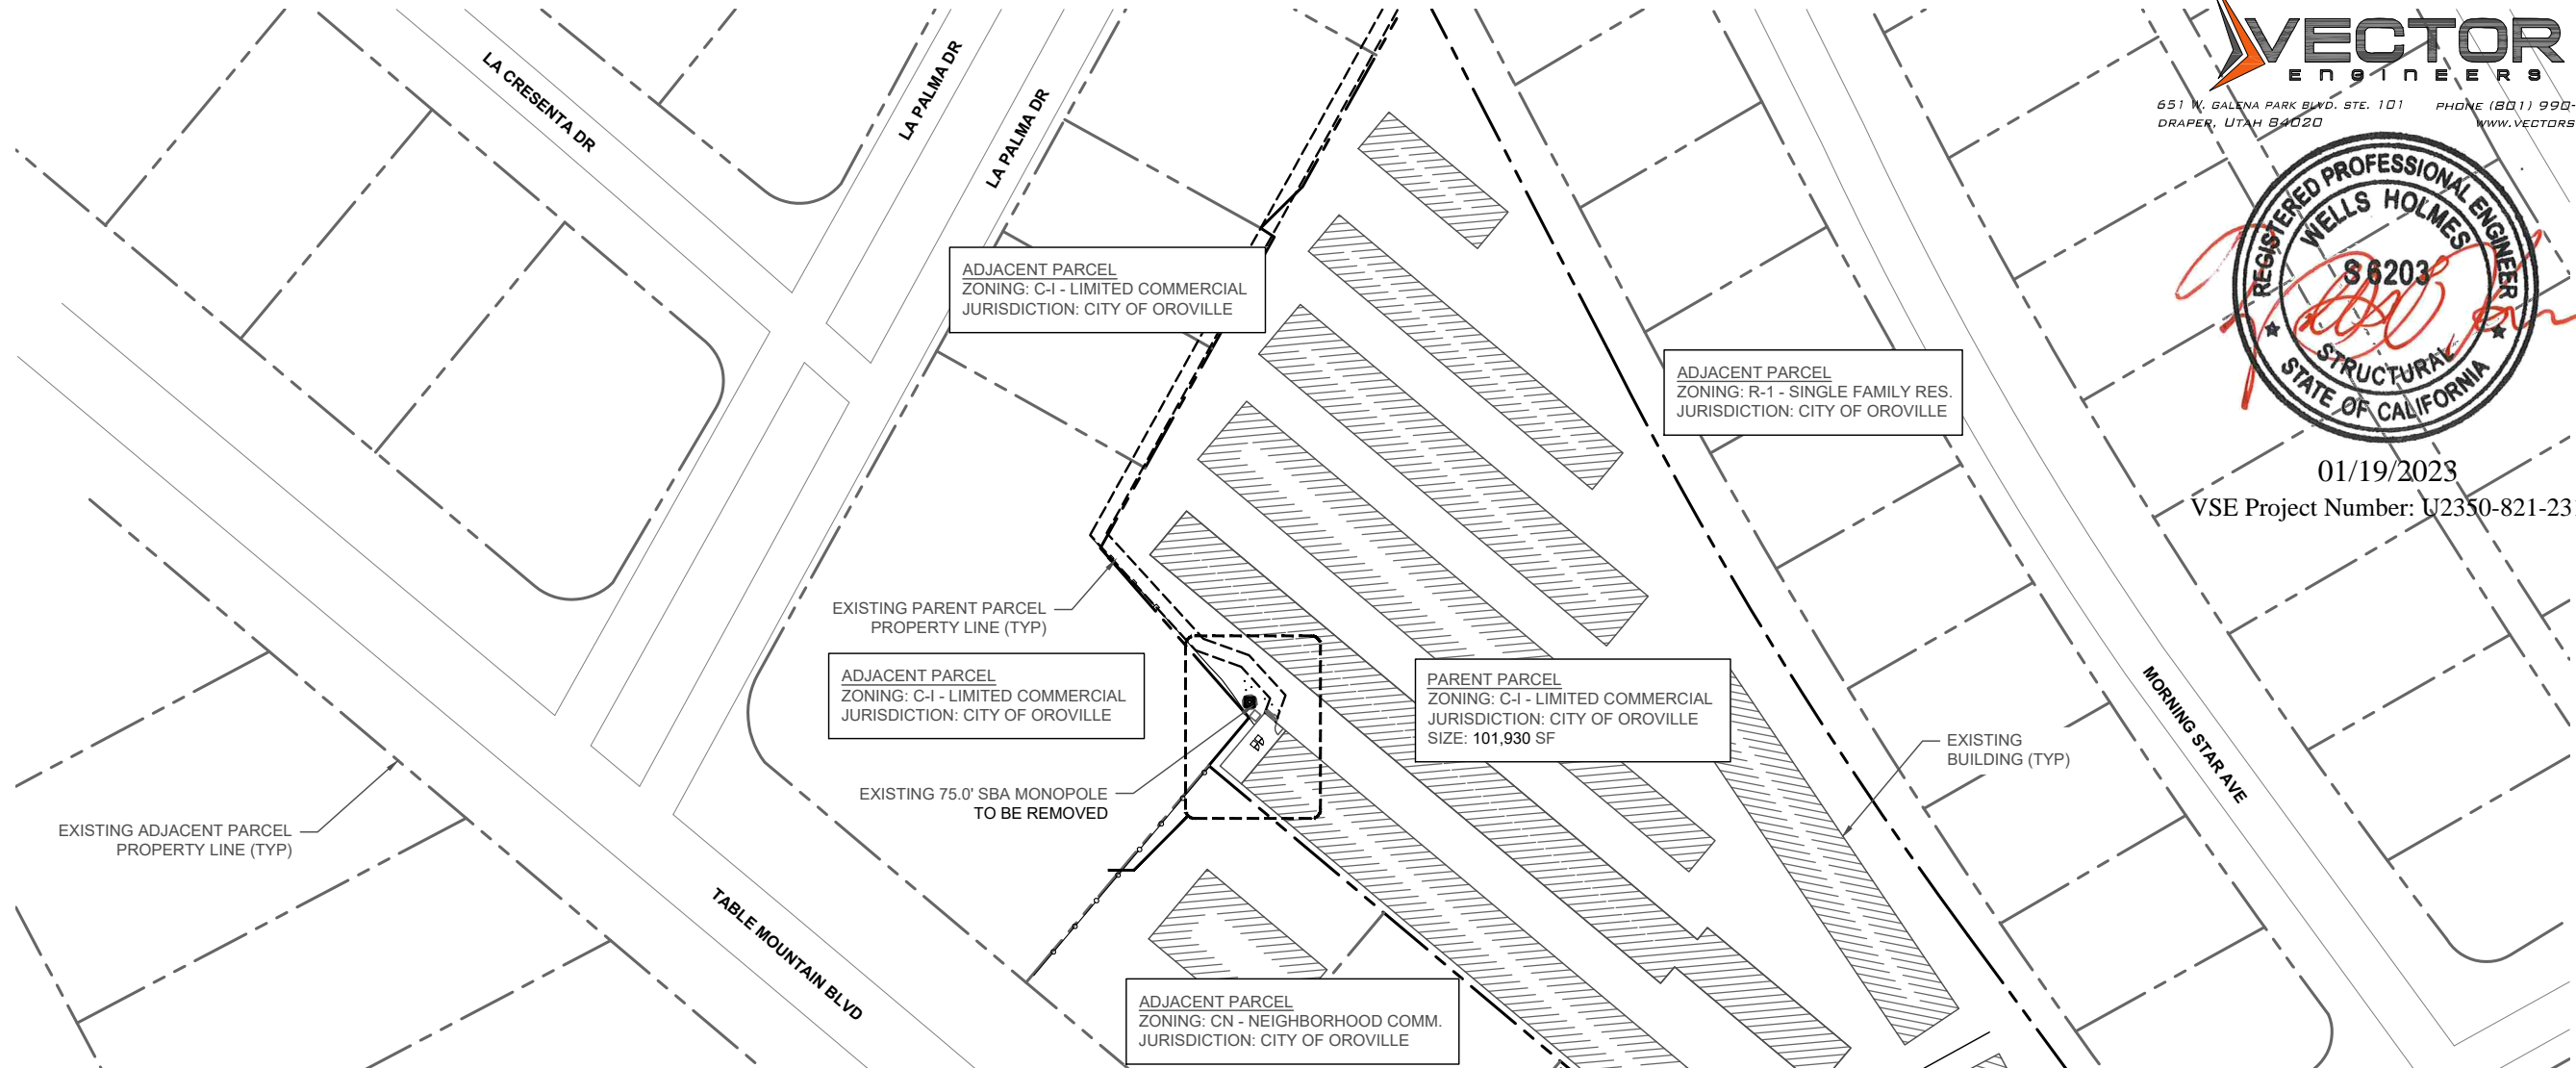 VECTOR
ENGINEERS
651 W. GALENA PARK BLVD. STE. 101 PHONE (801) 990-
DRAPER, UTAH 84020 WWW.VECTORS
REGISTERED PROFESSIONAL ENGINEER
WELLS HOLMES
S 6203
STRUCTURAL
STATE OF CALIFORNIA
01/19/2023
VSE Project Number: U2350-821-23
LA CRESENTA DR
LA PALMA DR
LA PALMA DR
ADJACENT PARCEL
ZONING: C-I - LIMITED COMMERCIAL
JURISDICTION: CITY OF OROVILLE
ADJACENT PARCEL
ZONING: R-1 - SINGLE FAMILY RES.
JURISDICTION: CITY OF OROVILLE
EXISTING PARENT PARCEL
PROPERTY LINE (TYP)
ADJACENT PARCEL
ZONING: C-I - LIMITED COMMERCIAL
JURISDICTION: CITY OF OROVILLE
PARENT PARCEL
ZONING: C-I - LIMITED COMMERCIAL
JURISDICTION: CITY OF OROVILLE
SIZE: 101,930 SF
MORNING STAR AVE
EXISTING
BUILDING (TYP)
EXISTING 75.0' SBA MONOPOLE
TO BE REMOVED
EXISTING ADJACENT PARCEL
PROPERTY LINE (TYP)
TABLE MOUNTAIN BLVD
ADJACENT PARCEL
ZONING: CN - NEIGHBORHOOD COMM.
JURISDICTION: CITY OF OROVILLE